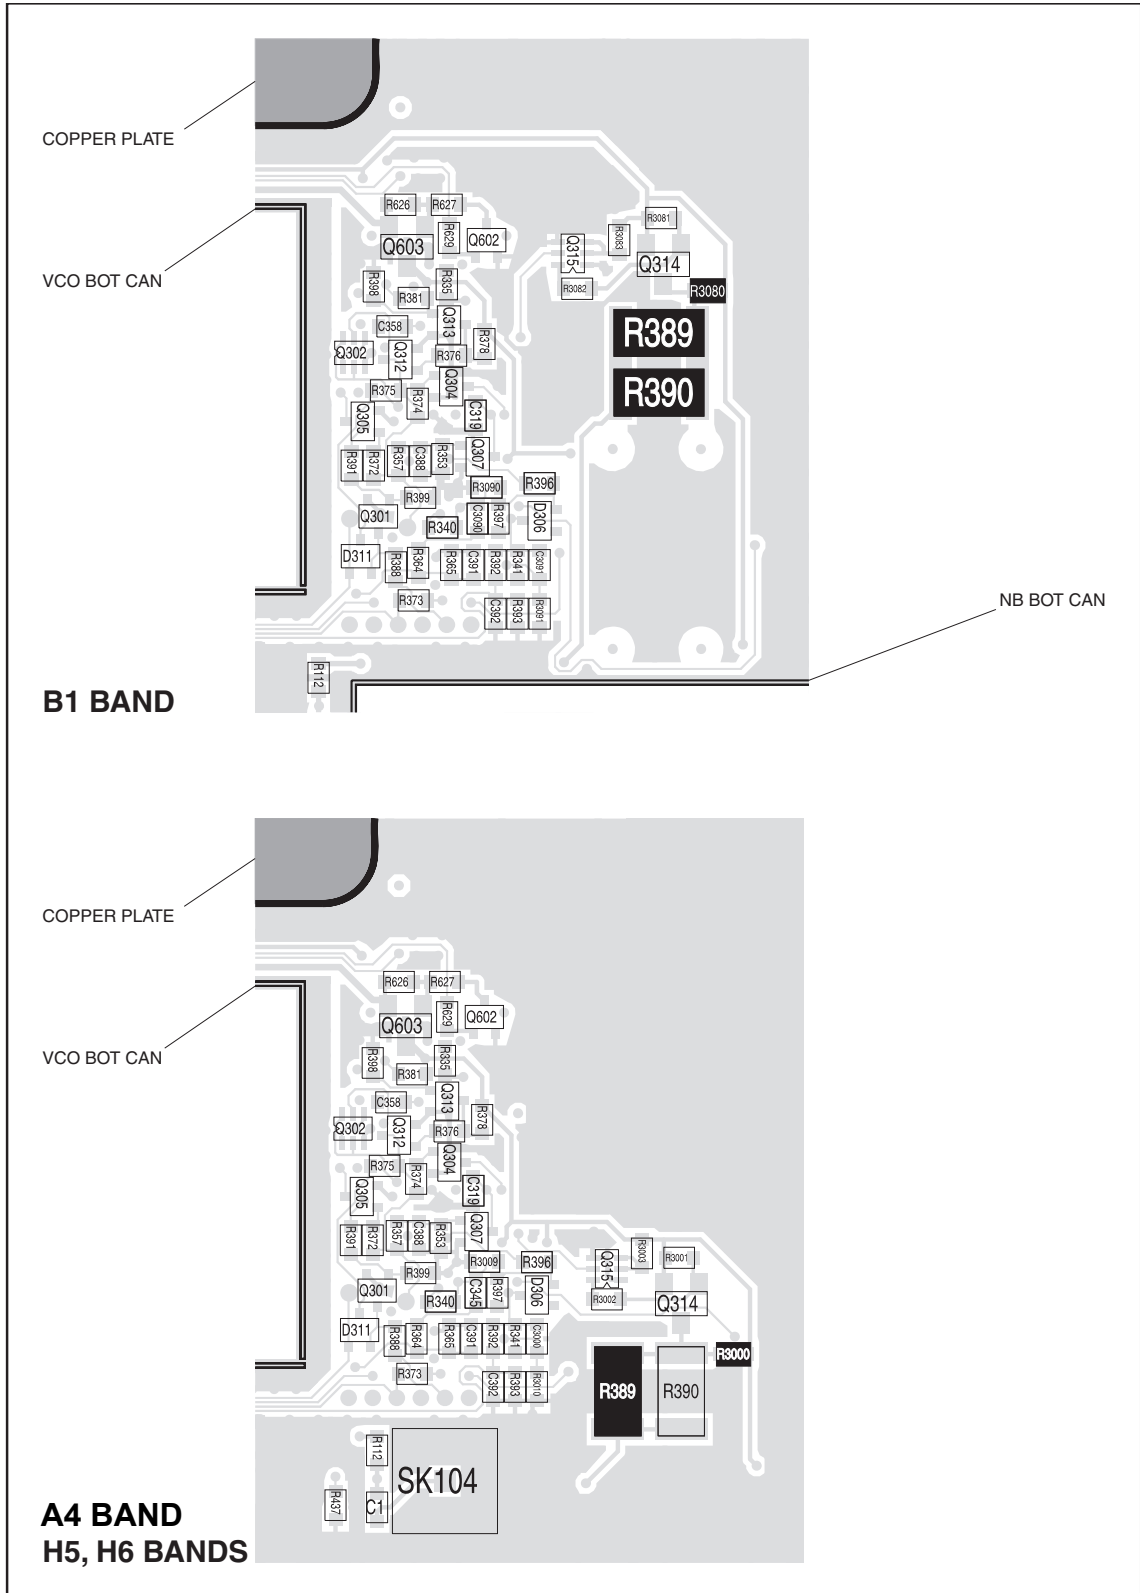 COPPER PLATE
VCO BOT CAN
R626 R627
R629
Q603 Q602
R3081
R3083
Q315 Q314
R398 R335
R381
R3082 R3080
C358 Q313
R389
Q302 Q312 R376 R378
R375 R374 Q304
R390
Q305 C319
R391 R372 R357 C388 R353 Q307
R399 R3090 R396
Q301 R340 C3090 R397 D306
D311 R388 R364 R365 C391 R392 R341 C3091
R373 C392 R393 R3091
NB BOT CAN
R112
B1 BAND
COPPER PLATE
VCO BOT CAN
R626 R627
R629
Q603 Q602
R398 R335
R381
C358 Q313
Q302 Q312 R376 R378
R375 R374 Q304
Q305 C319
R391 R372 R357 C388 R353 Q307
R399 R3009 R396
Q315 R3003 R3001
Q301 R340 C345 R397 D306
R3002 Q314
D311 R388 R364 R365 C391 R392 R341 C3000
R3000
R373 C392 R393 R3010
R389 R390
R112
SK104
R437 C1
A4 BAND
H5, H6 BANDS